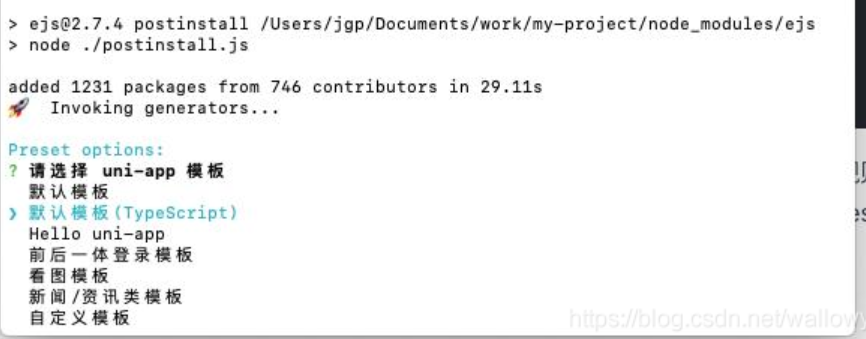 > ejs@2.7.4 postinstall /Users/jgp/Documents/work/my-project/node_modules/ejs
> node ./postinstall.js
added 1231 packages from 746 contributors in 29.11s
🚀  Invoking generators...
Preset options:
? 请选择 uni-app 模板
默认模板
❯ 默认模板(TypeScript)
Hello uni-app
前后一体登录模板
看图模板
新闻/资讯类模板
自定义模板
https://blog.csdn.net/wallowy